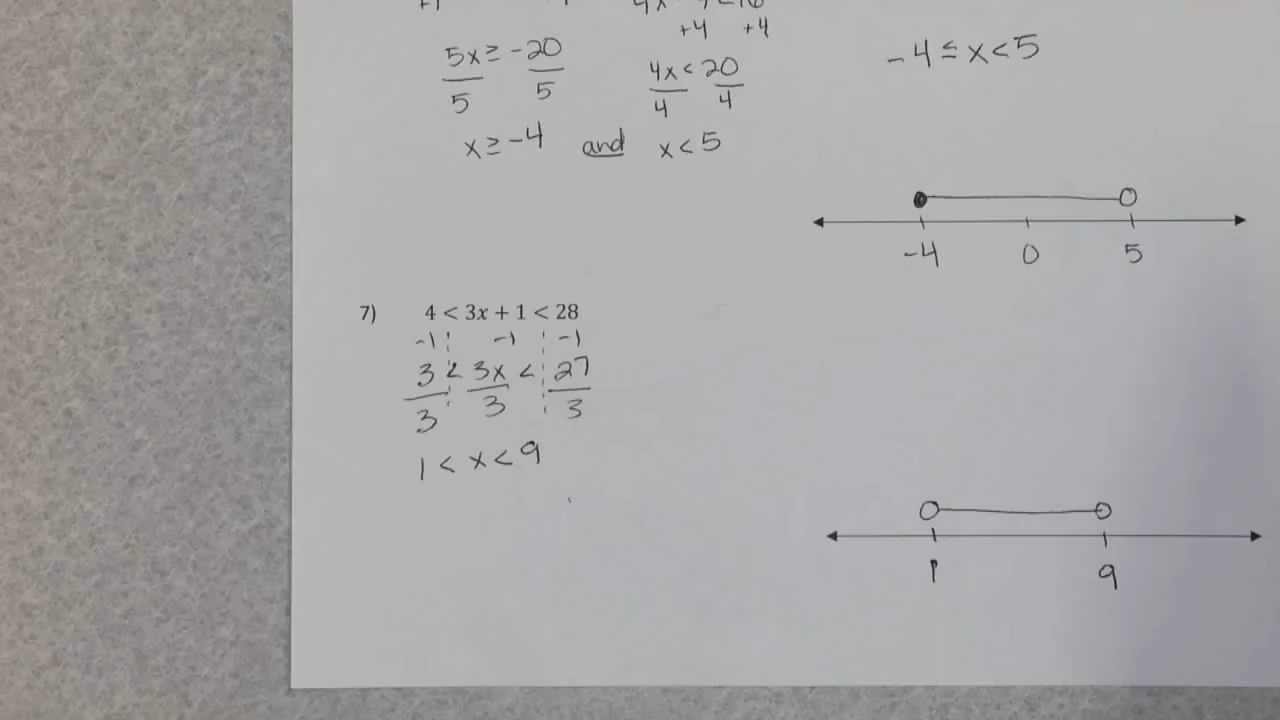 +4 +4
5x ≥ -20
5 5
4x < 20
4 4
x ≥ -4 and x < 5
-4 ≤ x < 5
-4 0 5
7) 4 < 3x + 1 < 28
-1 -1 -1
3 < 3x < 27
3 3 3
1 < x < 9
1 9